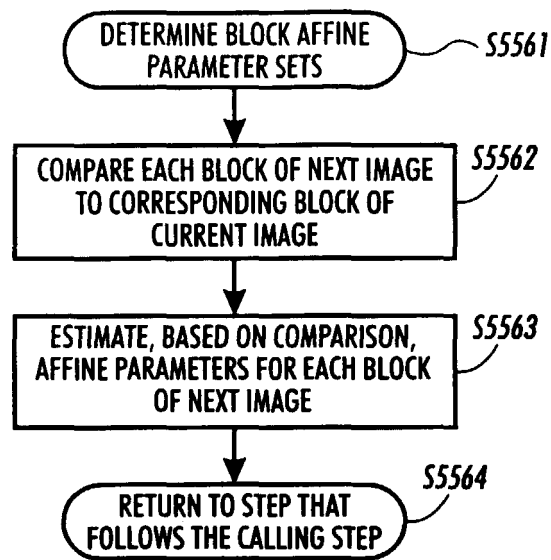 DETERMINE BLOCK AFFINE
PARAMETER SETS
S5561
COMPARE EACH BLOCK OF NEXT IMAGE
TO CORRESPONDING BLOCK OF
CURRENT IMAGE
S5562
ESTIMATE, BASED ON COMPARISON,
AFFINE PARAMETERS FOR EACH BLOCK
OF NEXT IMAGE
S5563
RETURN TO STEP THAT
FOLLOWS THE CALLING STEP
S5564